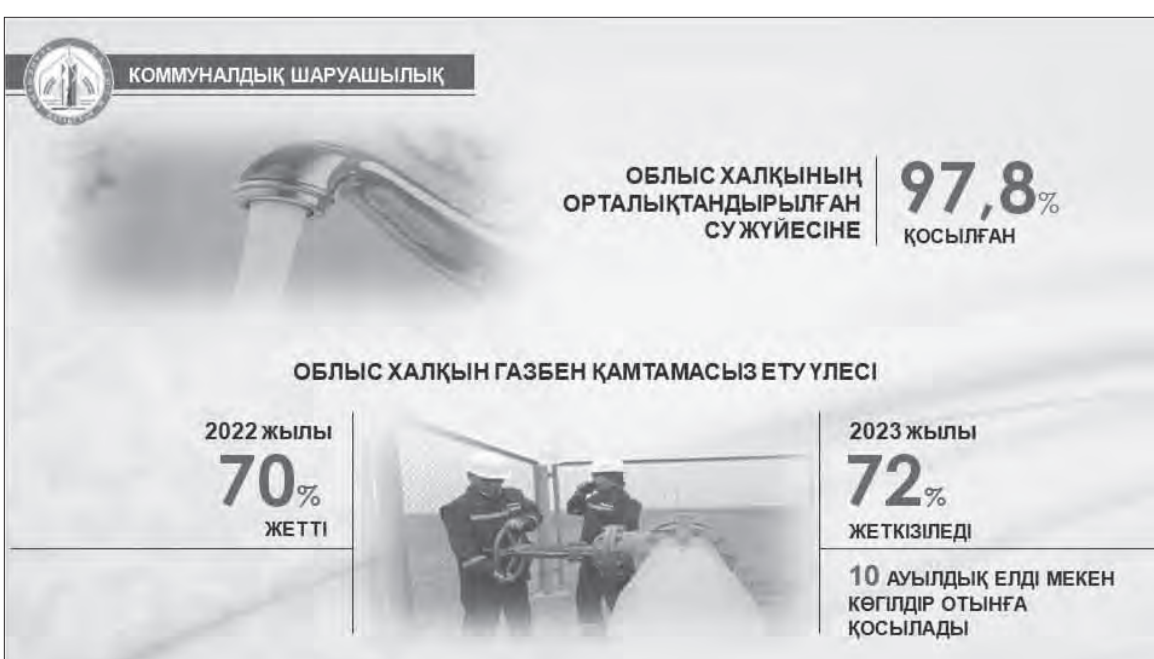 КОММУНАЛДЫҚ ШАРУАШЫЛЫҚ
ОБЛЫС ХАЛҚЫНЫҢ
ОРТАЛЫҚТАНДЫРЫЛҒАН
СУ ЖҮЙЕСІНЕ
97,8%
ҚОСЫЛҒАН
ОБЛЫС ХАЛҚЫН ГАЗБЕН ҚАМТАМАСЫЗ ЕТУ ҮЛЕСІ
2022 ЖЫЛЫ
70%
ЖЕТТІ
2023 ЖЫЛЫ
72%
ЖЕТКІЗІЛЕДІ
10 АУЫЛДЫҚ ЕЛДІ МЕКЕН
КӨГІЛДІР ОТЫНҒА
ҚОСЫЛАДЫ